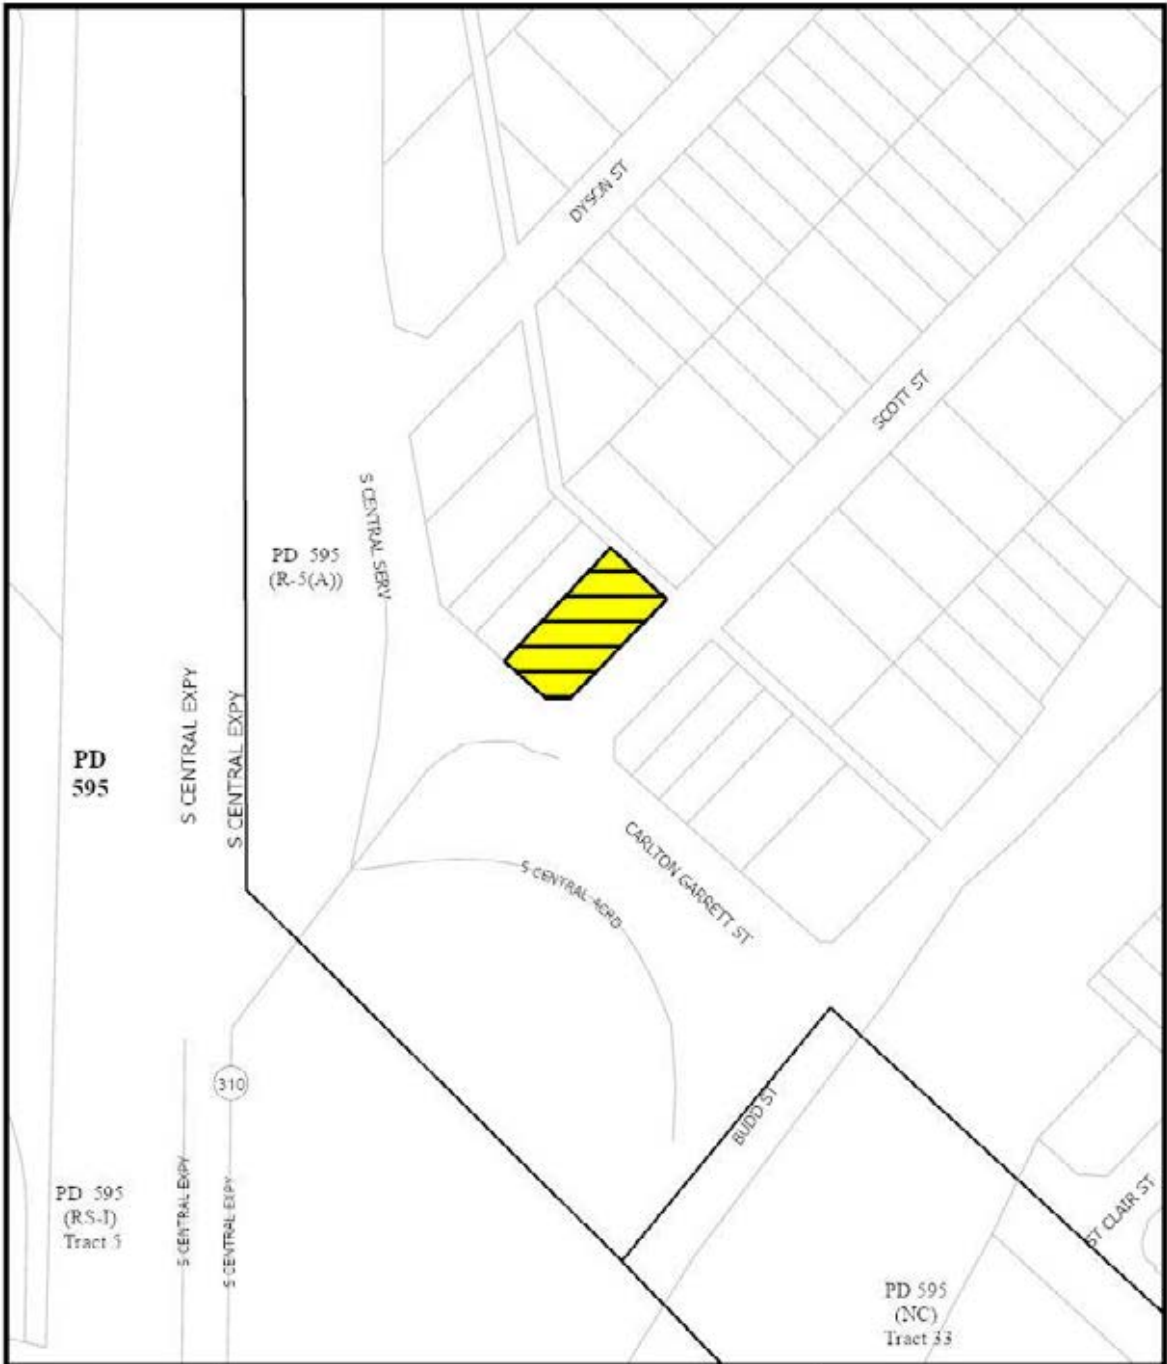 DYSON ST
SCOTT ST
S CENTRAL SERV
PD 595
(R-5(A))
S CENTRAL EXPY
S CENTRAL EXPY
PD
595
CARLTON GARRETT ST
S CENTRAL ACRD
310
BUDD ST
S CENTRAL EXPY
S CENTRAL EXPY
PD 595
(RS-I)
Tract 5
ST CLAIR ST
PD 595
(NC)
Tract 33